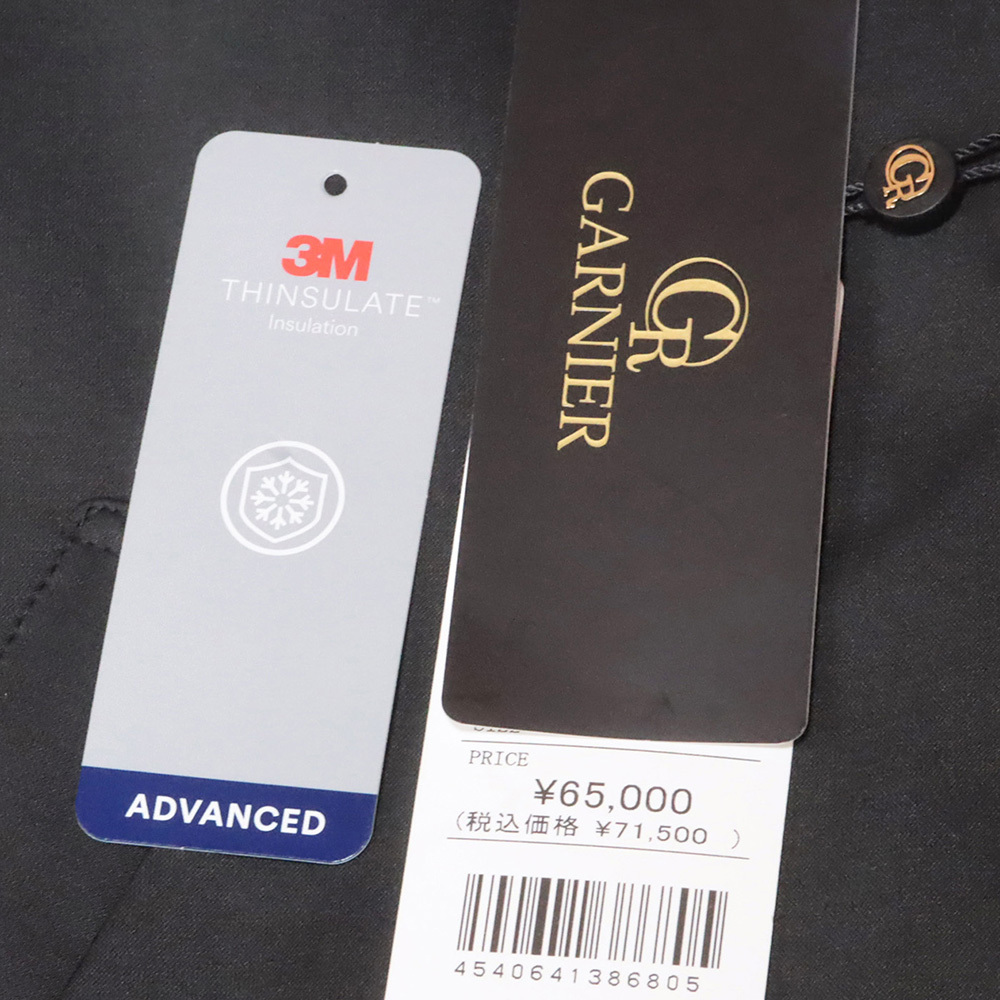 3M
THINSULATE™
Insulation
ADVANCED
GARNIER
GR
GR
PRICE
¥65,000
(税込価格 ¥71,500 )
4540641386805